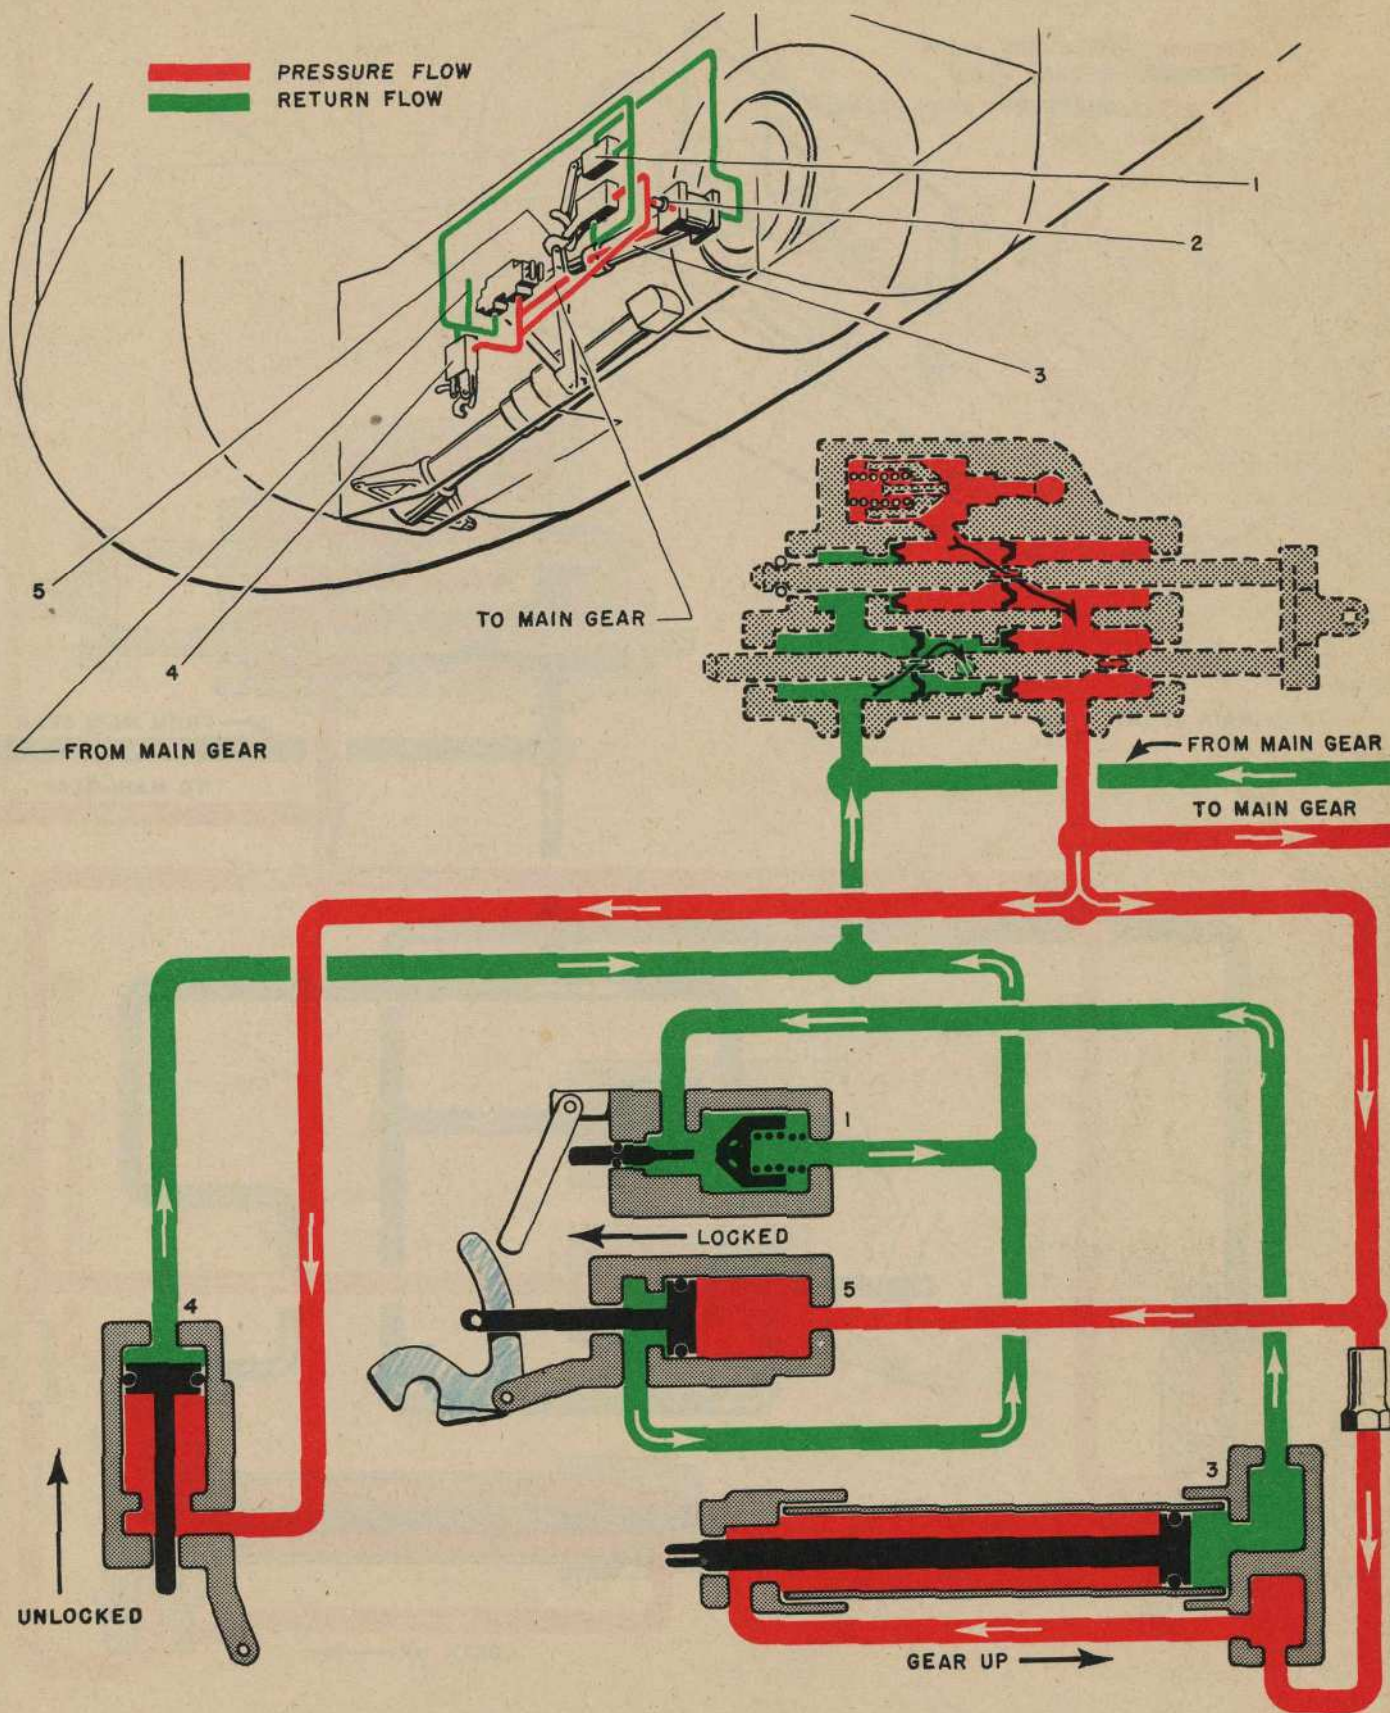 PRESSURE FLOW
RETURN FLOW
1
2
3
5
TO MAIN GEAR
4
FROM MAIN GEAR
FROM MAIN GEAR
TO MAIN GEAR
1
LOCKED
5
4
3
UNLOCKED
GEAR UP